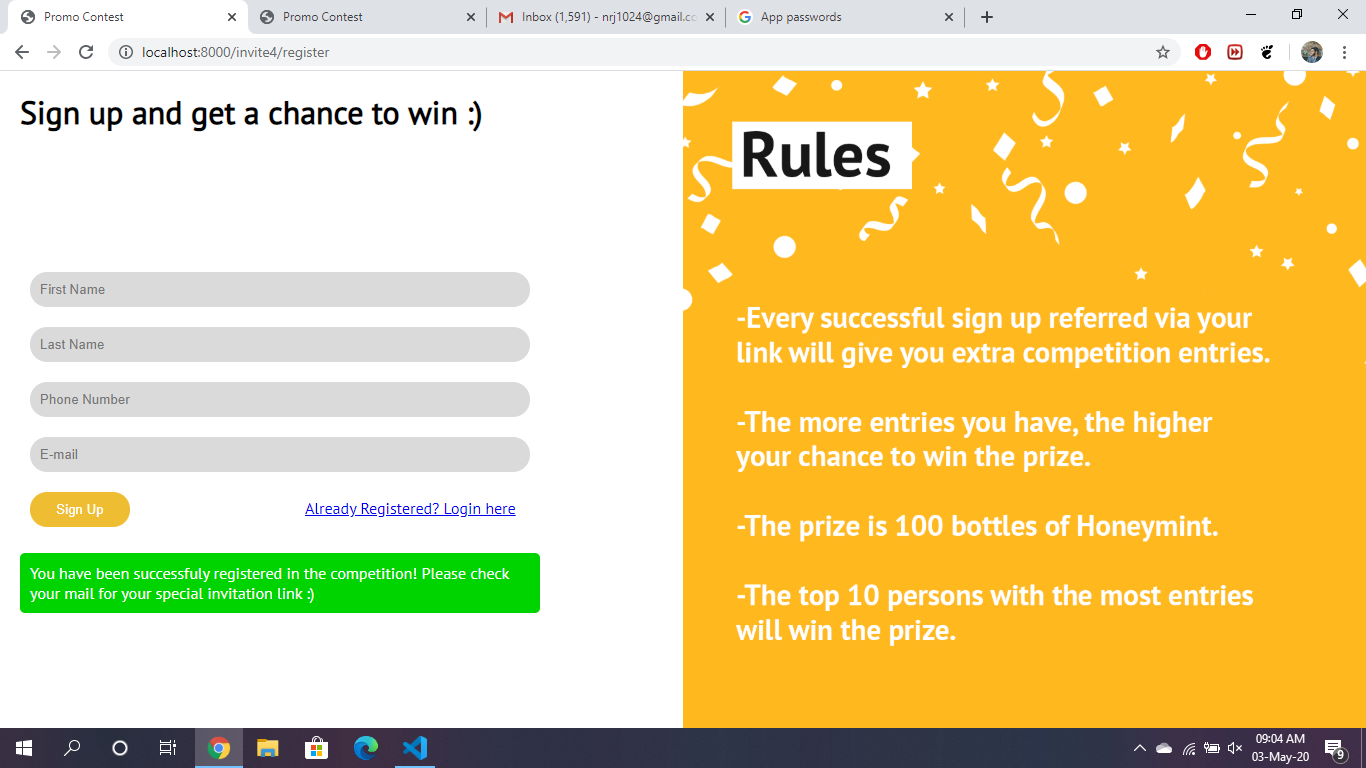 Promo Contest
Promo Contest
Inbox (1,591) - nrj1024@gmail.co
App passwords
localhost:8000/invite4/register
Sign up and get a chance to win :)
First Name
Last Name
Phone Number
E-mail
Sign Up
Already Registered? Login here
You have been successfuly registered in the competition! Please check
your mail for your special invitation link :)
Rules
-Every successful sign up referred via your
link will give you extra competition entries.
-The more entries you have, the higher
your chance to win the prize.
-The prize is 100 bottles of Honeymint.
-The top 10 persons with the most entries
will win the prize.
09:04 AM
03-May-20
9